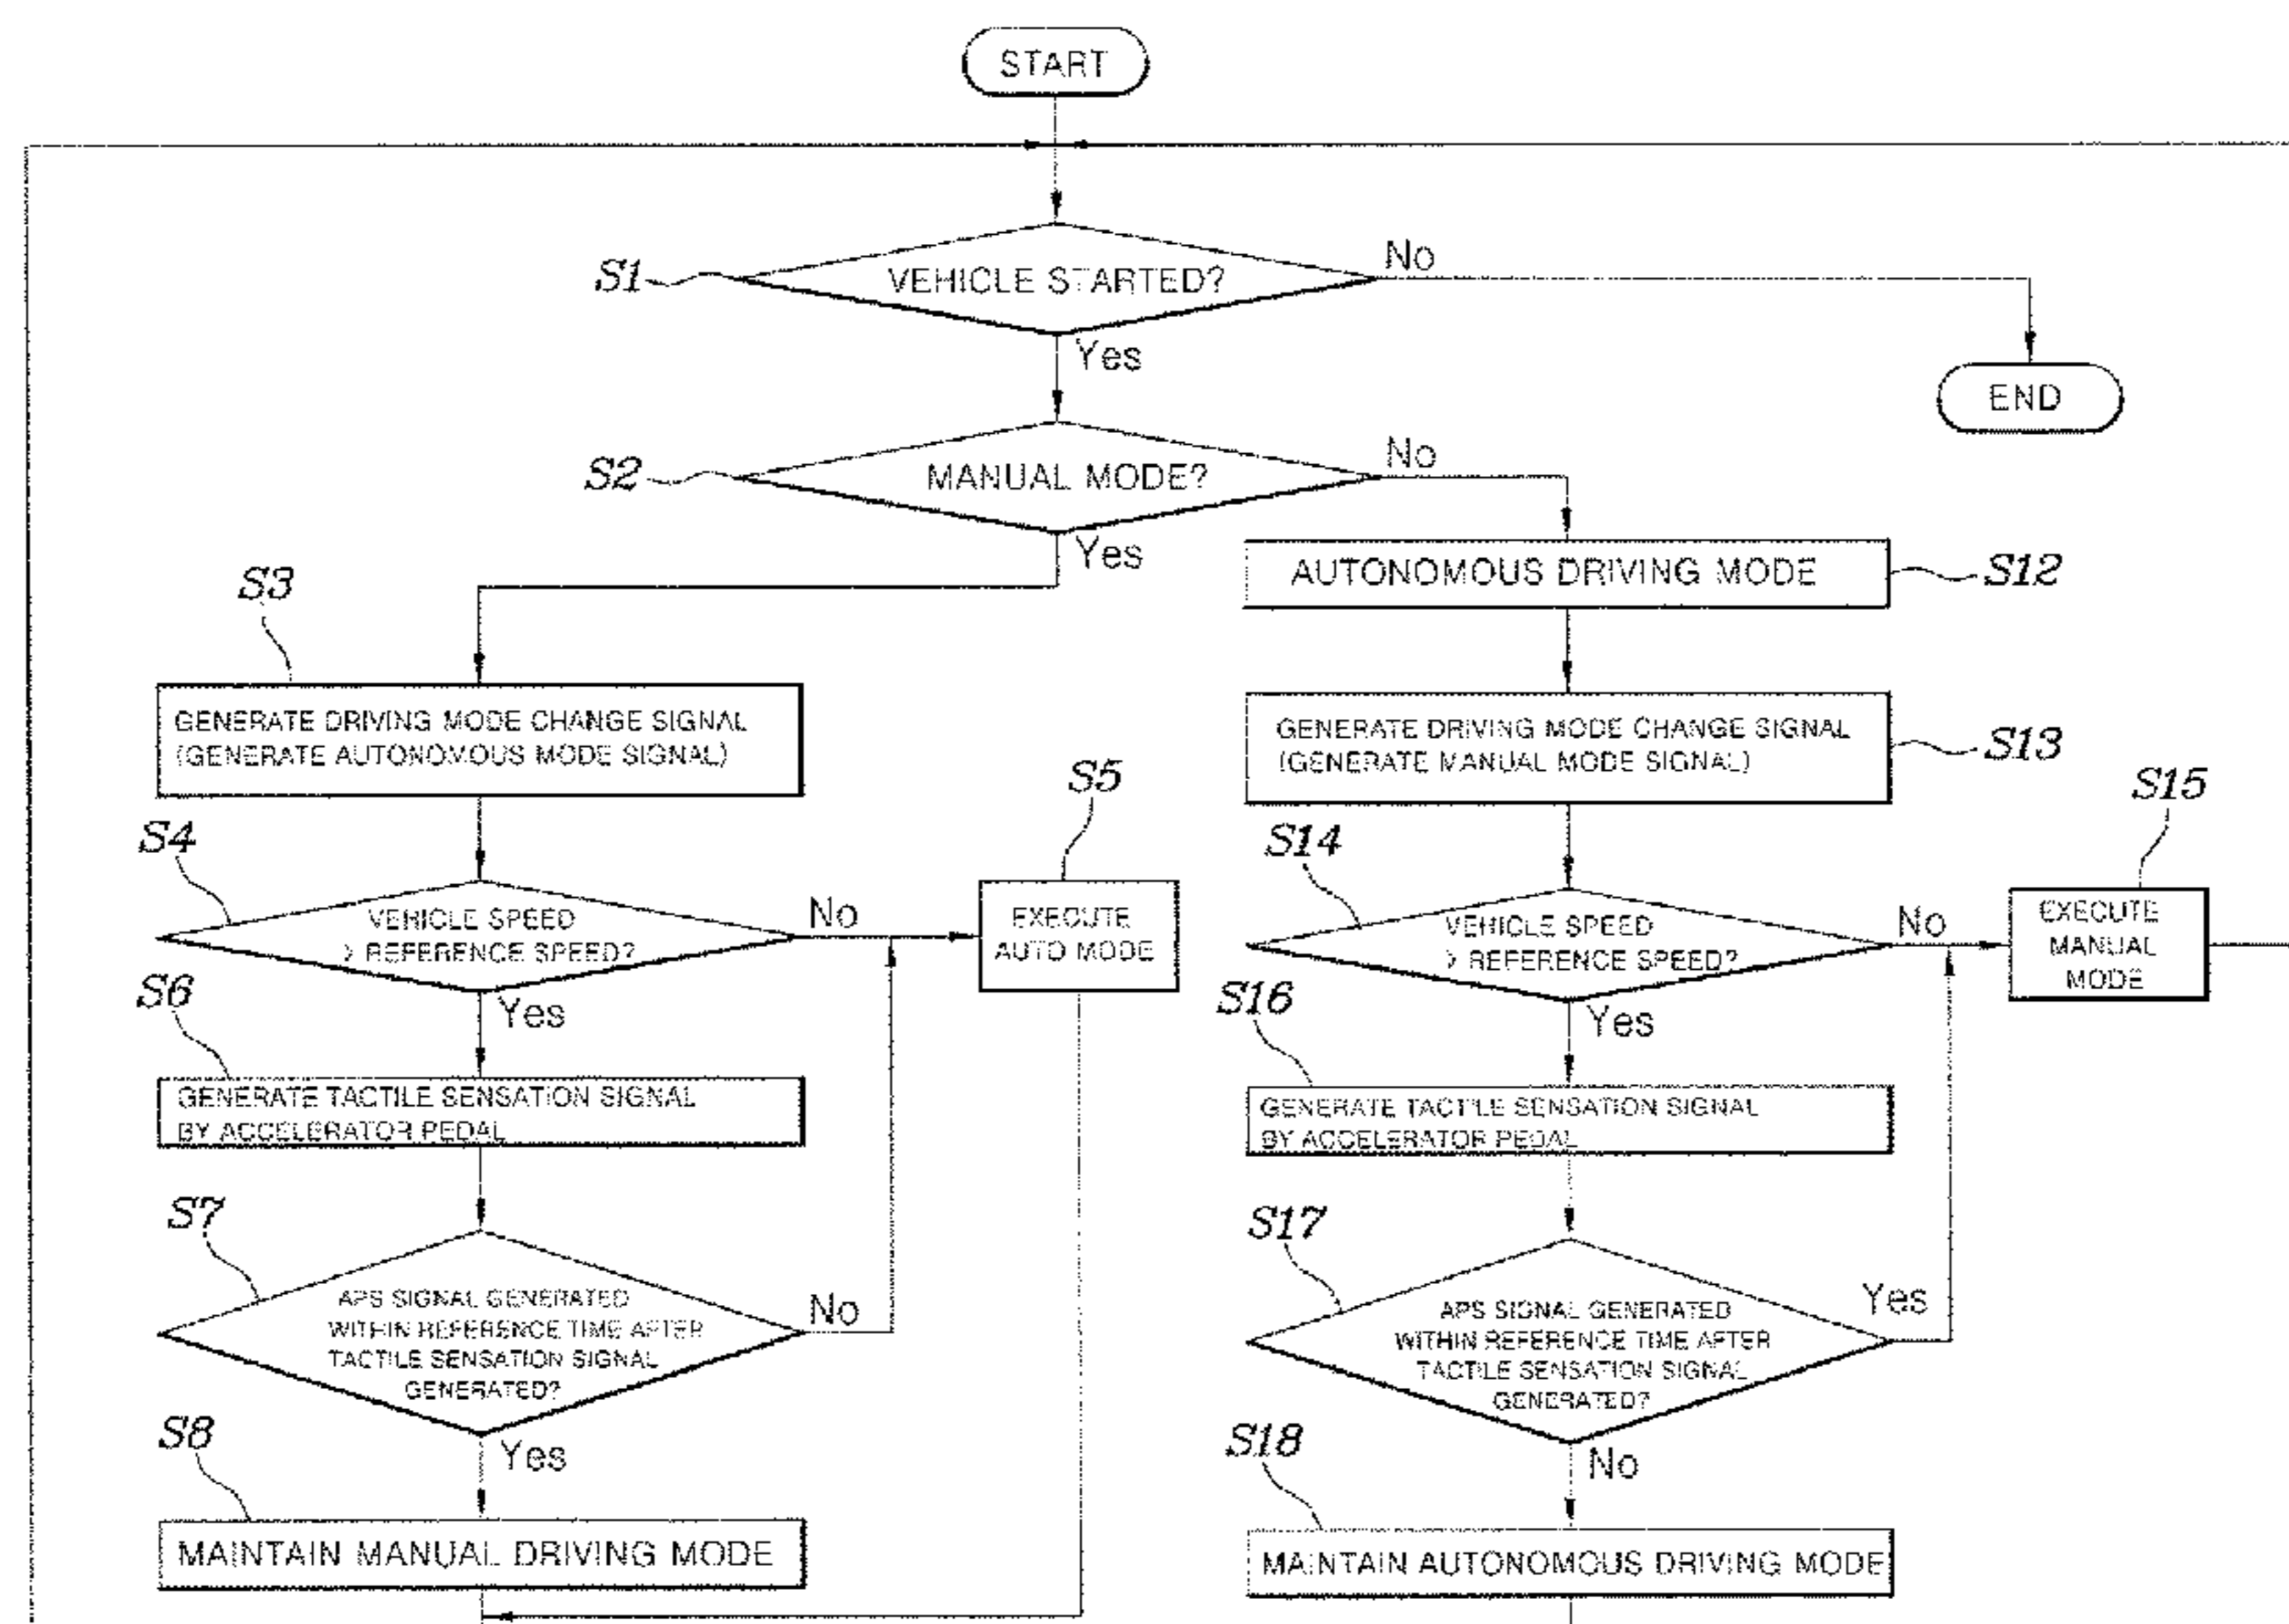 START
S1
VEHICLE STARTED?
No
Yes
END
S2
MANUAL MODE?
No
Yes
AUTONOMOUS DRIVING MODE
S12
S3
GENERATE DRIVING MODE CHANGE SIGNAL
(GENERATE AUTONOMOUS MODE SIGNAL)
GENERATE DRIVING MODE CHANGE SIGNAL
(GENERATE MANUAL MODE SIGNAL)
S13
S4
VEHICLE SPEED
> REFERENCE SPEED?
No
Yes
S5
EXECUTE
AUTO MODE
S14
VEHICLE SPEED
> REFERENCE SPEED?
No
Yes
S15
EXECUTE
MANUAL
MODE
S6
GENERATE TACTILE SENSATION SIGNAL
BY ACCELERATOR PEDAL
S16
GENERATE TACTILE SENSATION SIGNAL
BY ACCELERATOR PEDAL
S7
APS SIGNAL GENERATED
WITHIN REFERENCE TIME AFTER
TACTILE SENSATION SIGNAL
GENERATED?
No
Yes
S17
APS SIGNAL GENERATED
WITHIN REFERENCE TIME AFTER
TACTILE SENSATION SIGNAL
GENERATED?
Yes
No
S8
MAINTAIN MANUAL DRIVING MODE
S18
MAINTAIN AUTONOMOUS DRIVING MODE